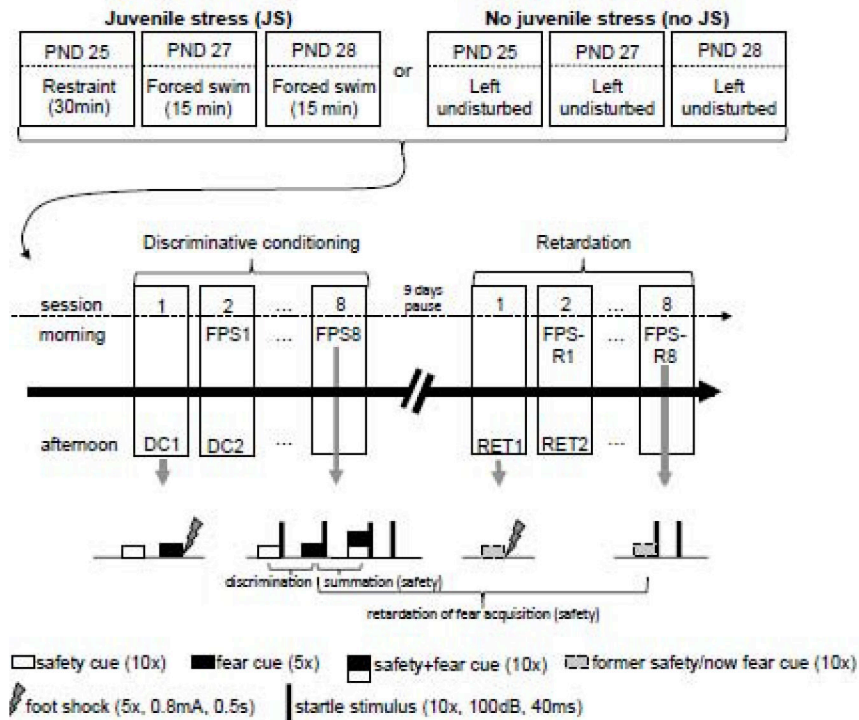 Juvenile stress (JS) No juvenile stress (no JS)
PND 25 PND 27 PND 28 PND 25 PND 27 PND 28
Restraint (30min) Forced swim (15 min) Forced swim (15 min) or Left undisturbed Left undisturbed Left undisturbed
Discriminative conditioning Retardation
session 1 2 ... 8 9 days pause 1 2 ... 8
morning FPS1 ... FPS8 FPS-R1 ... FPS-R8
afternoon DC1 DC2 ... RET1 RET2 ...
discrimination summation (safety)
retardation of fear acquisition (safety)
safety cue (10x) fear cue (5x) safety+fear cue (10x) former safety/now fear cue (10x)
foot shock (5x, 0.8mA, 0.5s) startle stimulus (10x, 100dB, 40ms)